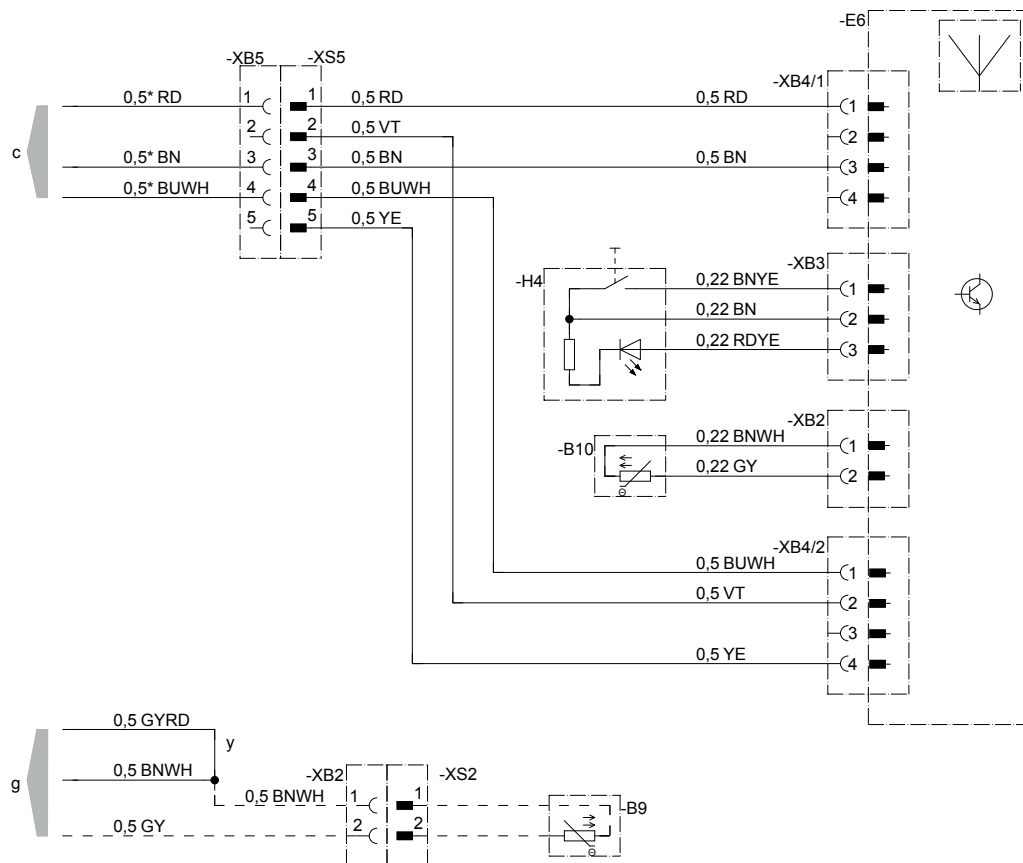 -E6
-XB5 -XS5
-XB4/1
0,5* RD 1 1 0,5 RD 0,5 RD 1
2 2 0,5 VT 2
c 0,5* BN 3 3 0,5 BN 0,5 BN 3
0,5* BUWH 4 4 0,5 BUWH 4
5 5 0,5 YE
-XB3
-H4 0,22 BNYE 1
0,22 BN 2
0,22 RDYE 3
-XB2
-B10 0,22 BNWH 1
0,22 GY 2
-XB4/2
0,5 BUWH 1
0,5 VT 2
3
0,5 YE 4
0,5 GYRD
y
g 0,5 BNWH
-XB2 -XS2
0,5 BNWH 1 1
-B9
0,5 GY 2 2